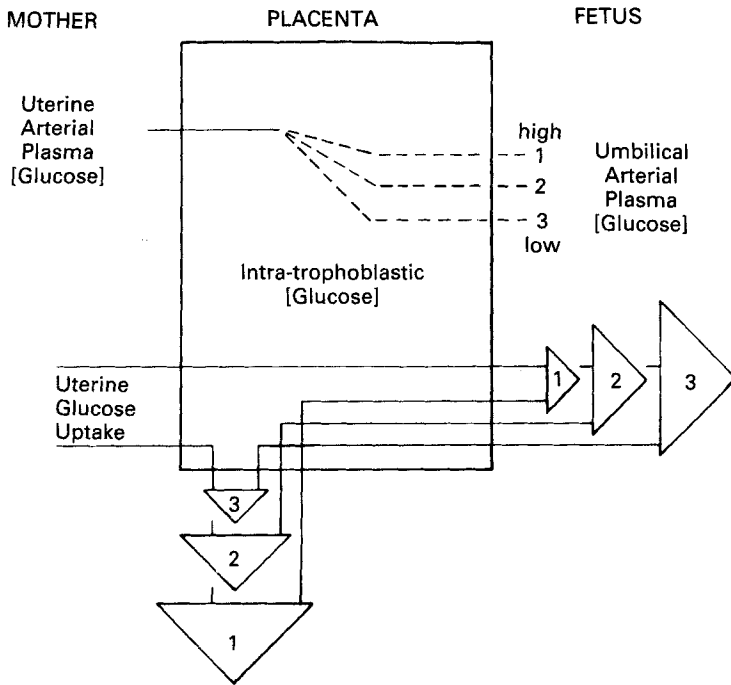 MOTHER PLACENTA FETUS
Uterine
Arterial
Plasma
[Glucose]
high
1
2
3
low
Umbilical
Arterial
Plasma
[Glucose]
Intra-trophoblastic
[Glucose]
Uterine
Glucose
Uptake
1 2 3
3
2
1